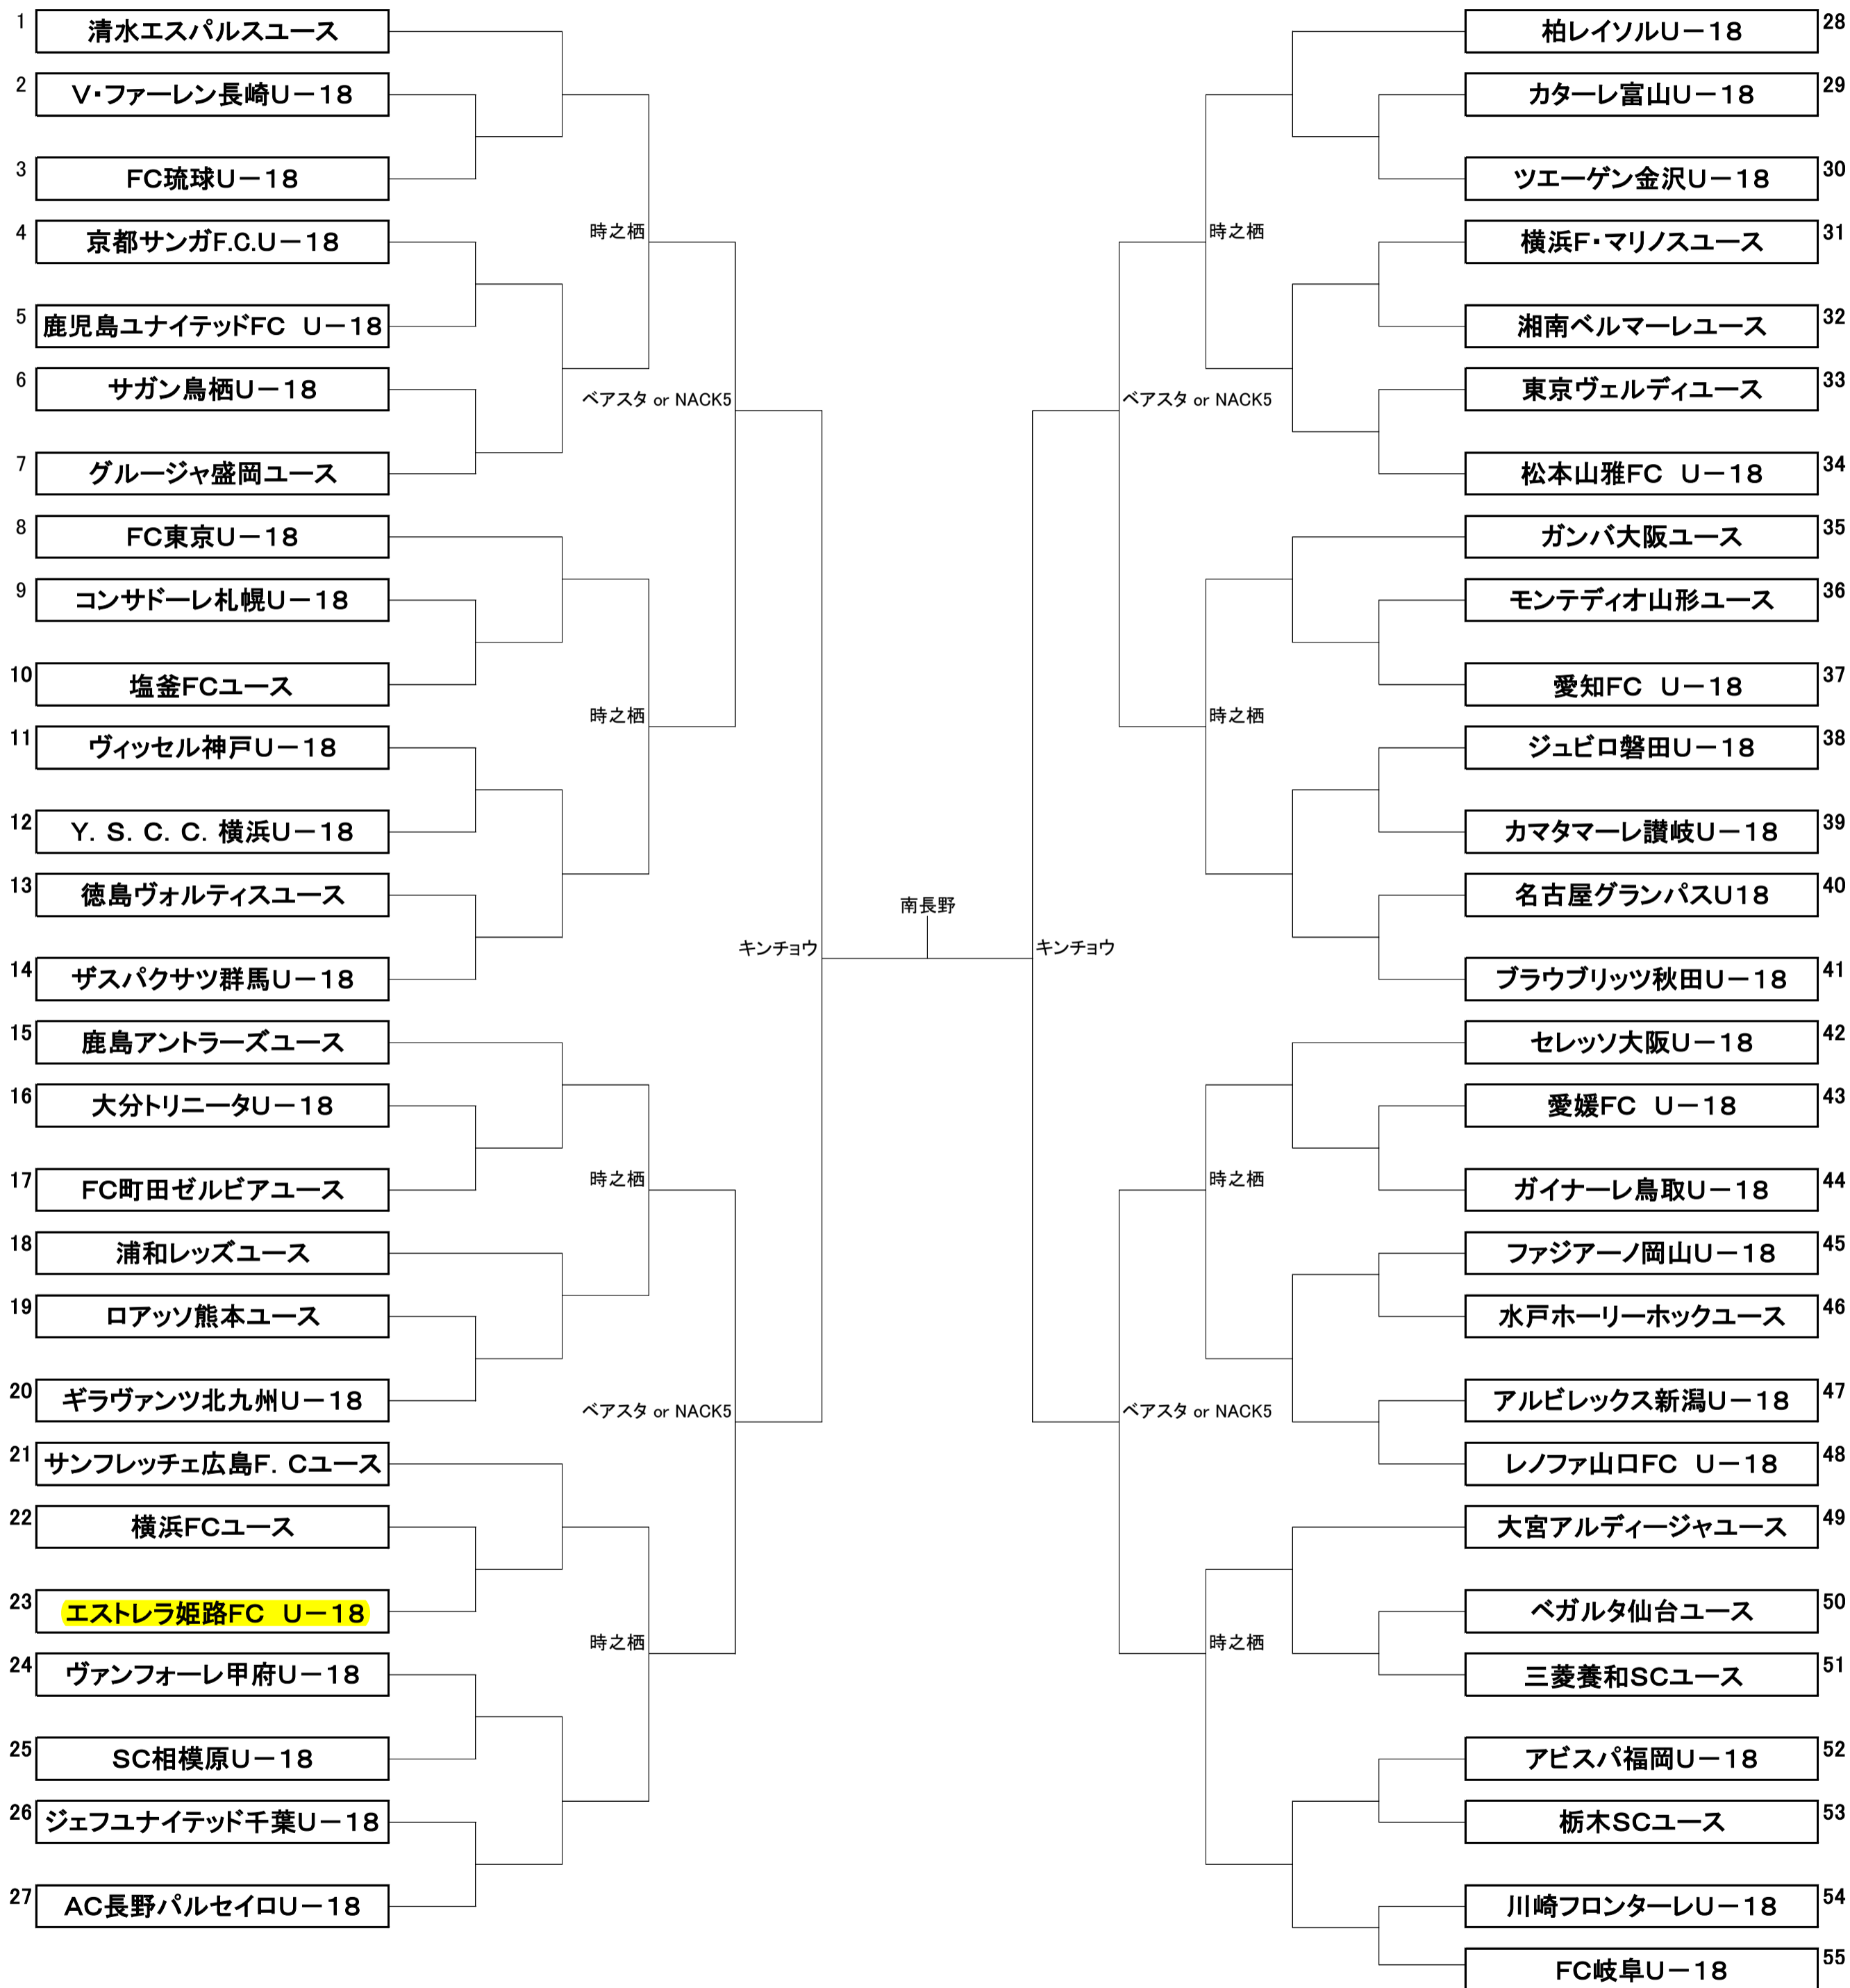 1 清水エスパルスユース
2 V・ファーレン長崎U－18
3 FC琉球U－18
4 京都サンガF.C.U－18
5 鹿児島ユナイテッドFC　U－18
6 サガン鳥栖U－18
7 グルージャ盛岡ユース
8 FC東京U－18
9 コンサドーレ札幌U－18
10 塩釜FCユース
11 ヴィッセル神戸U－18
12 Y．S．C．C．横浜U－18
13 徳島ヴォルティスユース
14 ザスパクサツ群馬U－18
15 鹿島アントラーズユース
16 大分トリニータU－18
17 FC町田ゼルビアユース
18 浦和レッズユース
19 ロアッソ熊本ユース
20 ギラヴァンツ北九州U－18
21 サンフレッチェ広島F．Cユース
22 横浜FCユース
23 エストレラ姫路FC　U－18
24 ヴァンフォーレ甲府U－18
25 SC相模原U－18
26 ジェフユナイテッド千葉U－18
27 AC長野パルセイロU－18
時之栖
ベアスタ or NACK5
時之栖
キンチョウ
時之栖
ベアスタ or NACK5
時之栖
南長野
時之栖
ベアスタ or NACK5
時之栖
キンチョウ
時之栖
ベアスタ or NACK5
時之栖
柏レイソルU－18 28
カターレ富山U－18 29
ツエーゲン金沢U－18 30
横浜F・マリノスユース 31
湘南ベルマーレユース 32
東京ヴェルディユース 33
松本山雅FC　U－18 34
ガンバ大阪ユース 35
モンテディオ山形ユース 36
愛知FC　U－18 37
ジュビロ磐田U－18 38
カマタマーレ讃岐U－18 39
名古屋グランパスU18 40
ブラウブリッツ秋田U－18 41
セレッソ大阪U－18 42
愛媛FC　U－18 43
ガイナーレ鳥取U－18 44
ファジアーノ岡山U－18 45
水戸ホーリーホックユース 46
アルビレックス新潟U－18 47
レノファ山口FC　U－18 48
大宮アルディージャユース 49
ベガルタ仙台ユース 50
三菱養和SCユース 51
アビスパ福岡U－18 52
栃木SCユース 53
川崎フロンターレU－18 54
FC岐阜U－18 55